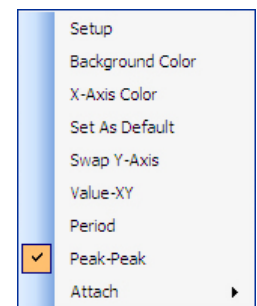 Setup
Background Color
X-Axis Color
Set As Default
Swap Y-Axis
Value-XY
Period
Peak-Peak
Attach